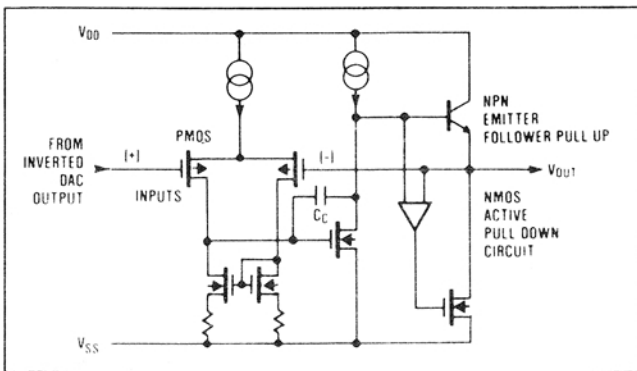 VDD
NPN
EMITTER
FOLLOWER PULL UP
PMOS
FROM
INVERTED
DAC
OUTPUT
(+)
(-)
VOUT
INPUTS
CC
NMOS
ACTIVE
PULL DOWN
CIRCUIT
VSS